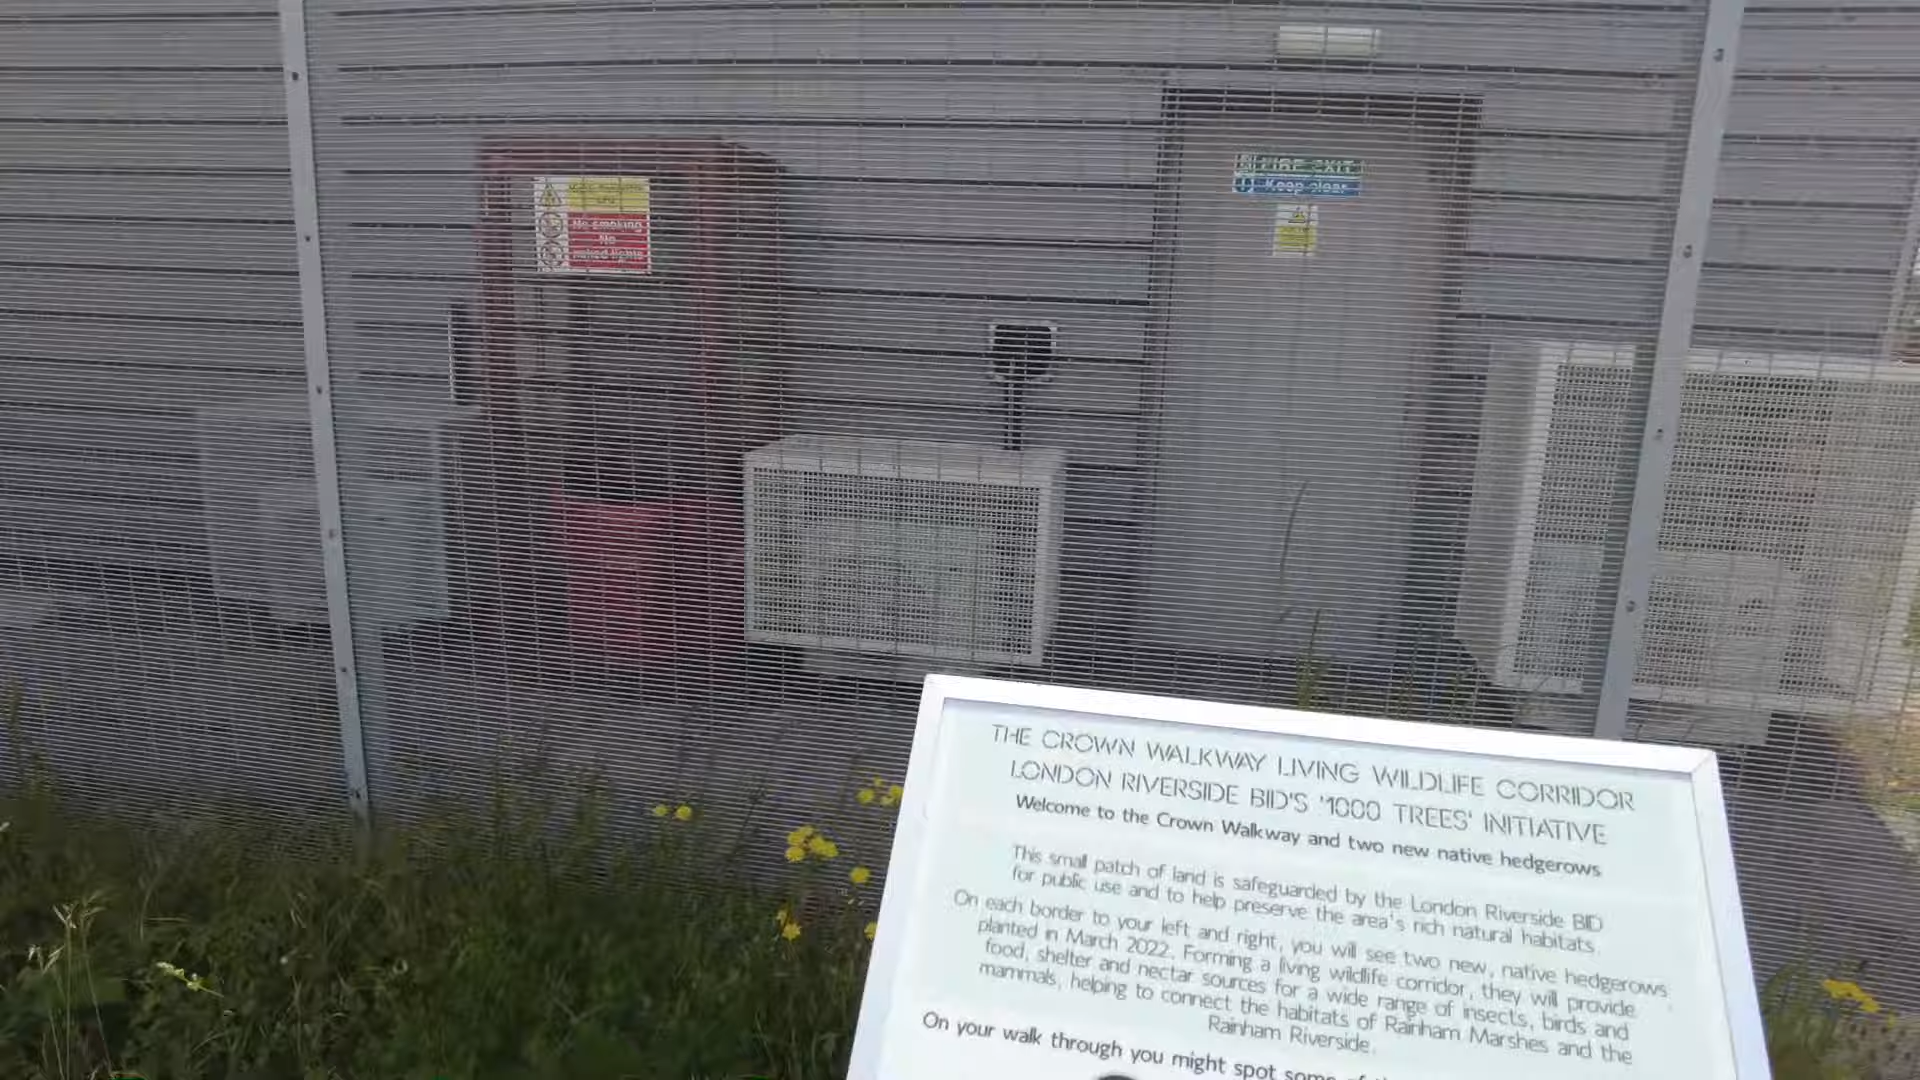 LPG
No smoking
No
naked lights
FIRE EXIT
Keep clear
THE CROWN WALKWAY LIVING WILDLIFE CORRIDOR
LONDON RIVERSIDE BID'S '1000 TREES' INITIATIVE
Welcome to the Crown Walkway and two new native hedgerows
This small patch of land is safeguarded by the London Riverside BID
for public use and to help preserve the area's rich natural habitats.
On each border to your left and right, you will see two new, native hedgerows
planted in March 2022. Forming a living wildlife corridor, they will provide
food, shelter and nectar sources for a wide range of insects, birds and
mammals, helping to connect the habitats of Rainham Marshes and the
Rainham Riverside.
On your walk through you might spot some of